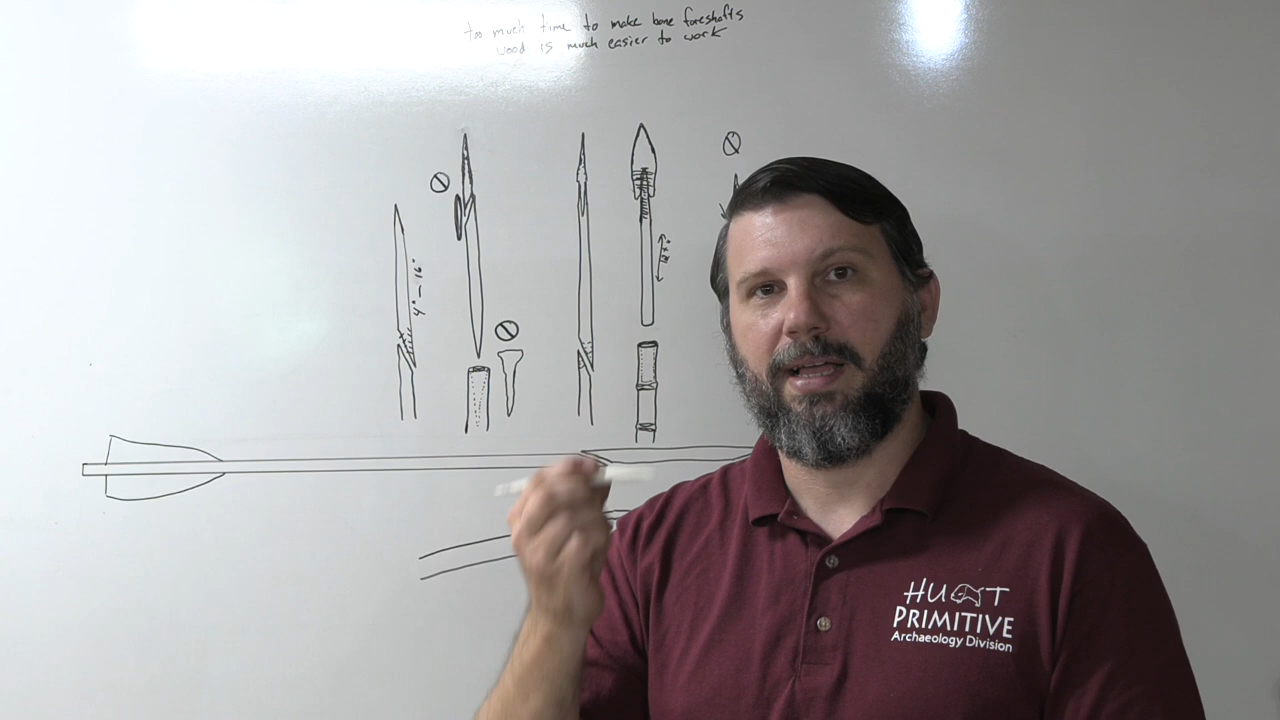 too much time to make bone foreshafts
wood is much easier to work
4" — 16"
HUNT
PRIMITIVE
Archaeology Division